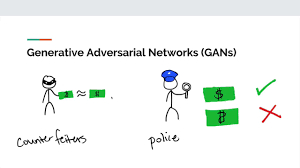 Generative Adversarial Networks (GANs)
$ ≈ $
$
counterfeiters
police